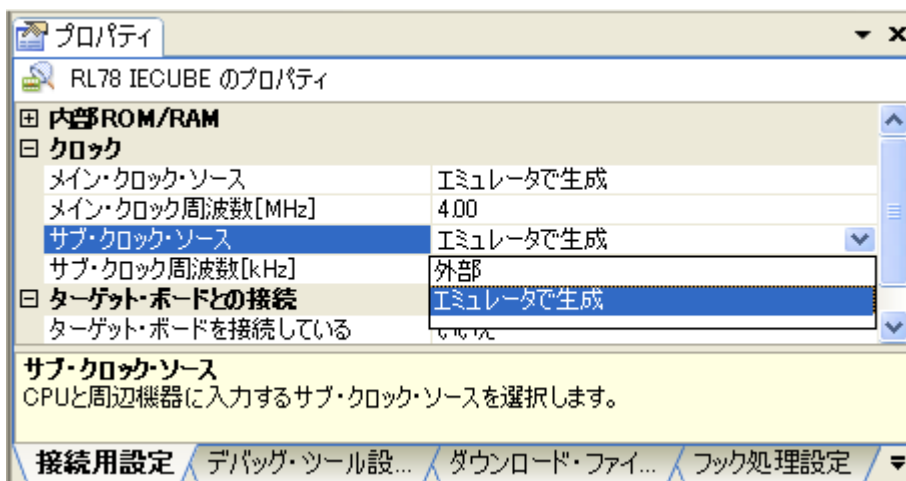 プロパティ
RL78 IECUBE のプロパティ
内部ROM/RAM
クロック
メイン・クロック・ソース エミュレータで生成
メイン・クロック周波数[MHz] 4.00
サブ・クロック・ソース エミュレータで生成
サブ・クロック周波数[kHz] 外部
エミュレータで生成
ターゲット・ボードとの接続
ターゲット・ボードを接続している
サブ・クロック・ソース
CPUと周辺機器に入力するサブ・クロック・ソースを選択します。
接続用設定 デバッグ・ツール設... ダウンロード・ファイ... フック処理設定